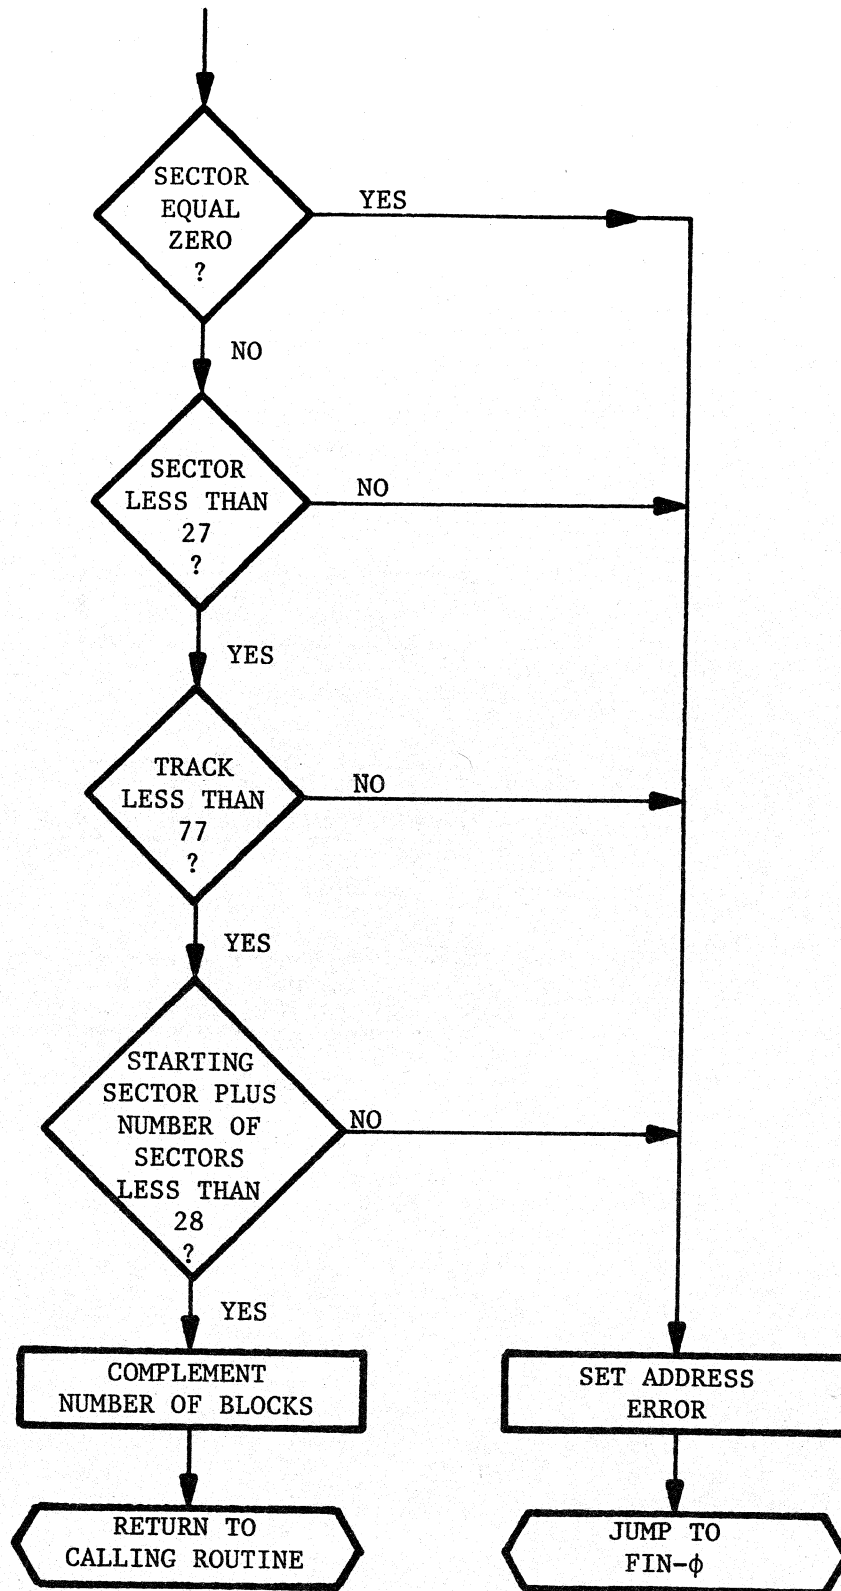 SECTOR
EQUAL
ZERO
?
YES
NO
SECTOR
LESS THAN
27
?
NO
YES
TRACK
LESS THAN
77
?
NO
YES
STARTING
SECTOR PLUS
NUMBER OF
SECTORS
LESS THAN
28
?
NO
YES
COMPLEMENT
NUMBER OF BLOCKS
SET ADDRESS
ERROR
RETURN TO
CALLING ROUTINE
JUMP TO
FIN-ϕ